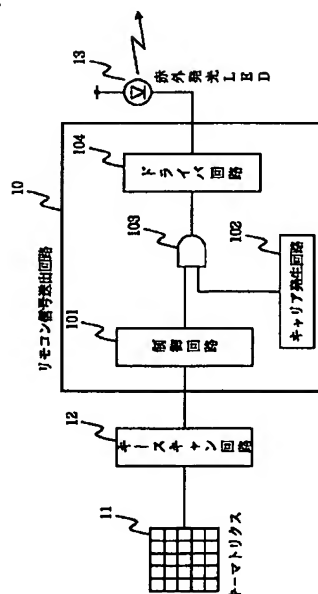 13
赤外発光LED
10
リモコン信号送出回路
104
ドライバ回路
103
102
キャリア発生回路
101
制御回路
12
キースキャン回路
11
キーマトリクス